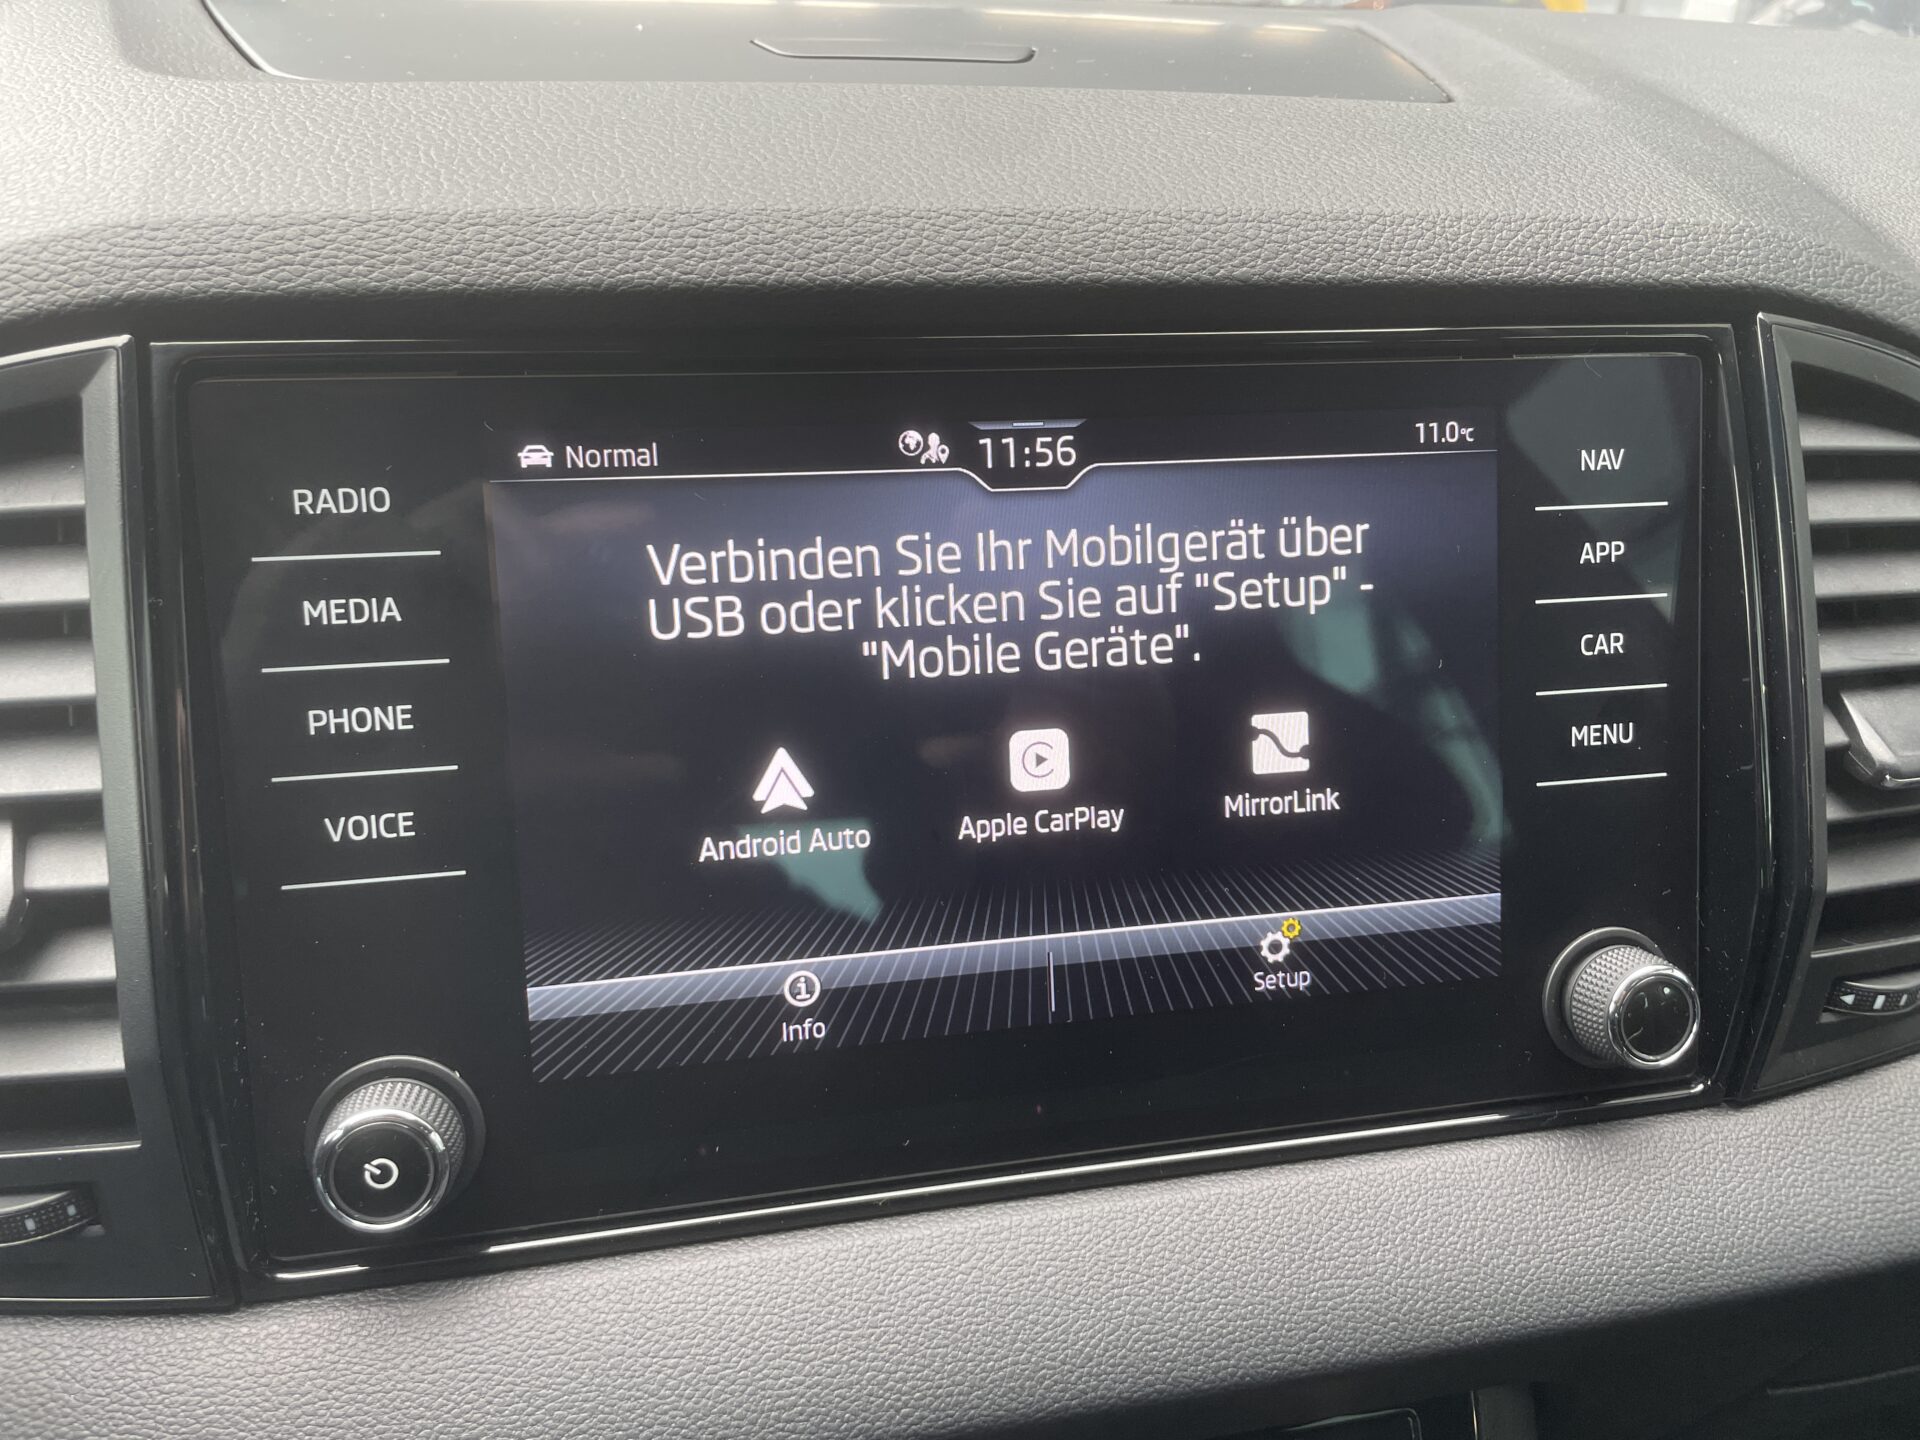 Normal
11:56
11.0°C
RADIO
MEDIA
PHONE
VOICE
Verbinden Sie Ihr Mobilgerät über
USB oder klicken Sie auf "Setup" -
"Mobile Geräte".
Android Auto
Apple CarPlay
MirrorLink
Info
Setup
NAV
APP
CAR
MENU